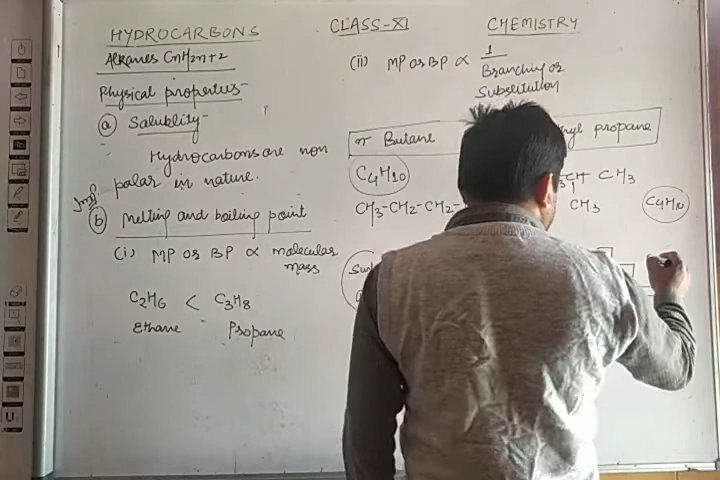 HYDROCARBONS
CLASS-XI
CHEMISTRY
Alkanes CnH2n+2
Physical properties-
(a) Solublity-
Hydrocarbons are non
polar in nature.
Imp
(b) Melting and boiling point
(i) MP or BP ∝ molecular
mass
C2H6 < C3H8
Ethane Propane
(ii) MP or BP ∝ 1
Branching or
Substitution
n Butane
propane
C4H10
CH3-CH2-CH2-
CH CH3
CH3
U